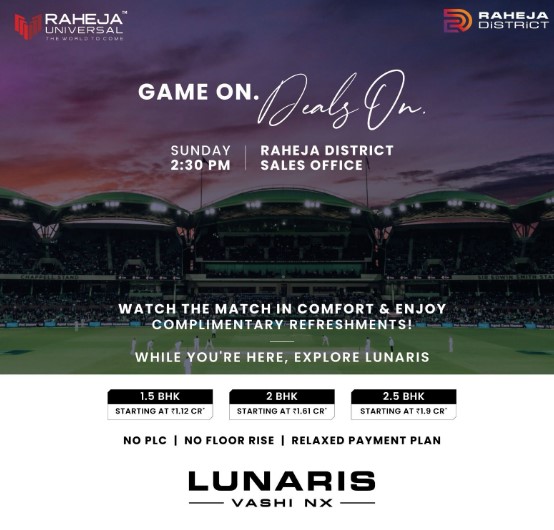 RAHEJA
UNIVERSAL
THE WORLD TO COME
™
RAHEJA
DISTRICT
GAME ON. Deals On.
SUNDAY
2:30 PM
RAHEJA DISTRICT
SALES OFFICE
WATCH THE MATCH IN COMFORT & ENJOY
COMPLIMENTARY REFRESHMENTS!
WHILE YOU'RE HERE, EXPLORE LUNARIS
1.5 BHK
STARTING AT ₹1.12 CR*
2 BHK
STARTING AT ₹1.61 CR*
2.5 BHK
STARTING AT ₹1.9 CR*
NO PLC | NO FLOOR RISE | RELAXED PAYMENT PLAN
LUNARIS
VASHI NX